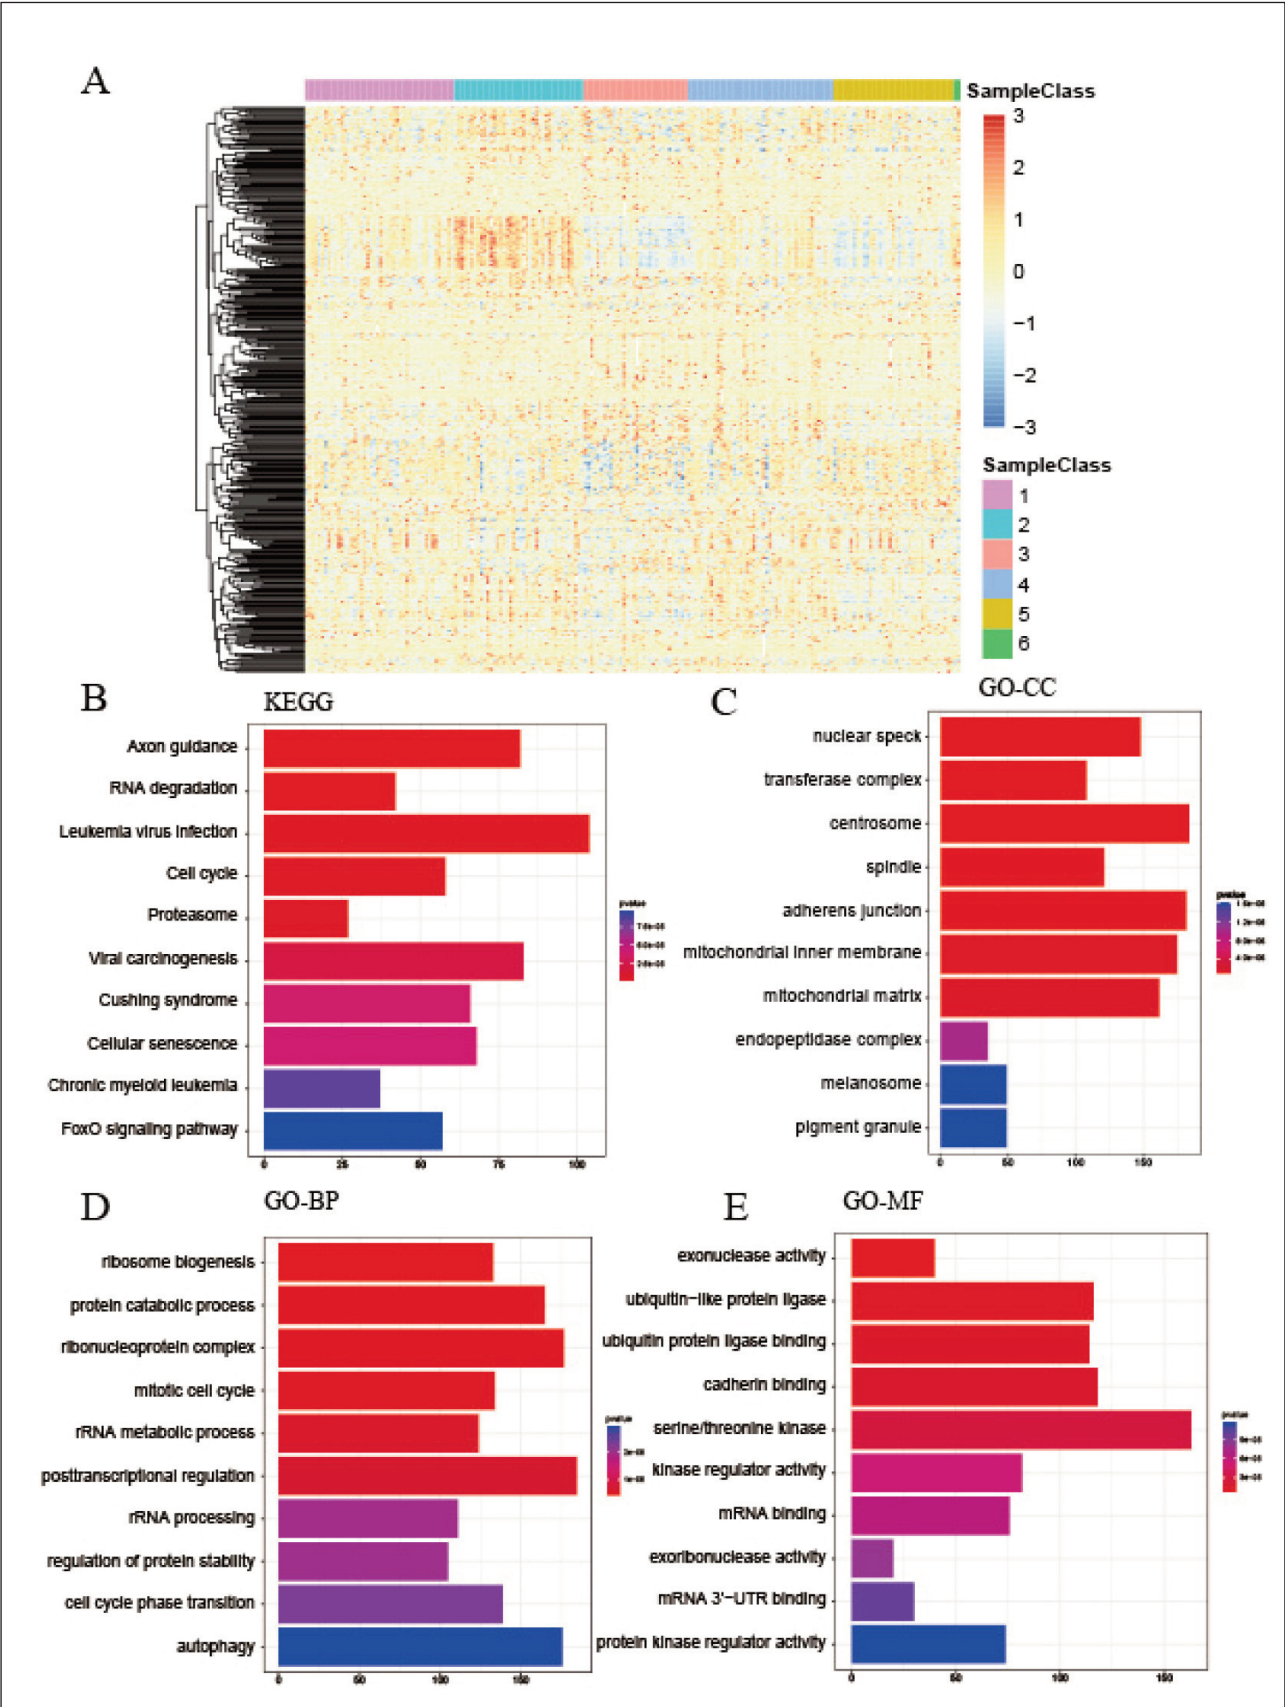 A
SampleClass
3
2
1
0
−1
−2
−3
SampleClass
1
2
3
4
5
6
B
KEGG
Axon guidance
RNA degradation
Leukemia virus infection
Cell cycle
Proteasome
Viral carcinogenesis
Cushing syndrome
Cellular senescence
Chronic myeloid leukemia
FoxO signaling pathway
0 25 50 75 100
pvalue
C
GO-CC
nuclear speck
transferase complex
centrosome
spindle
adherens junction
mitochondrial inner membrane
mitochondrial matrix
endopeptidase complex
melanosome
pigment granule
0 50 100 150
pvalue
D
GO-BP
ribosome biogenesis
protein catabolic process
ribonucleoprotein complex
mitotic cell cycle
rRNA metabolic process
posttranscriptional regulation
rRNA processing
regulation of protein stability
cell cycle phase transition
autophagy
0 50 100 150
pvalue
E
GO-MF
exonuclease activity
ubiquitin−like protein ligase
ubiquitin protein ligase binding
cadherin binding
serine/threonine kinase
kinase regulator activity
mRNA binding
exoribonuclease activity
mRNA 3'−UTR binding
protein kinase regulator activity
0 50 100 150
pvalue